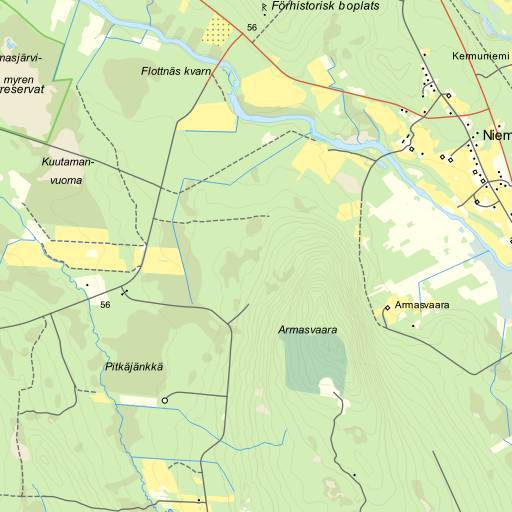 Förhistorisk boplats
56
masjärvi-
myren
reservat
Flottnäs kvarn
Kermuniemi
Niem
Kuutaman-
vuoma
56
Armasvaara
Armasvaara
Pitkäjänkkä